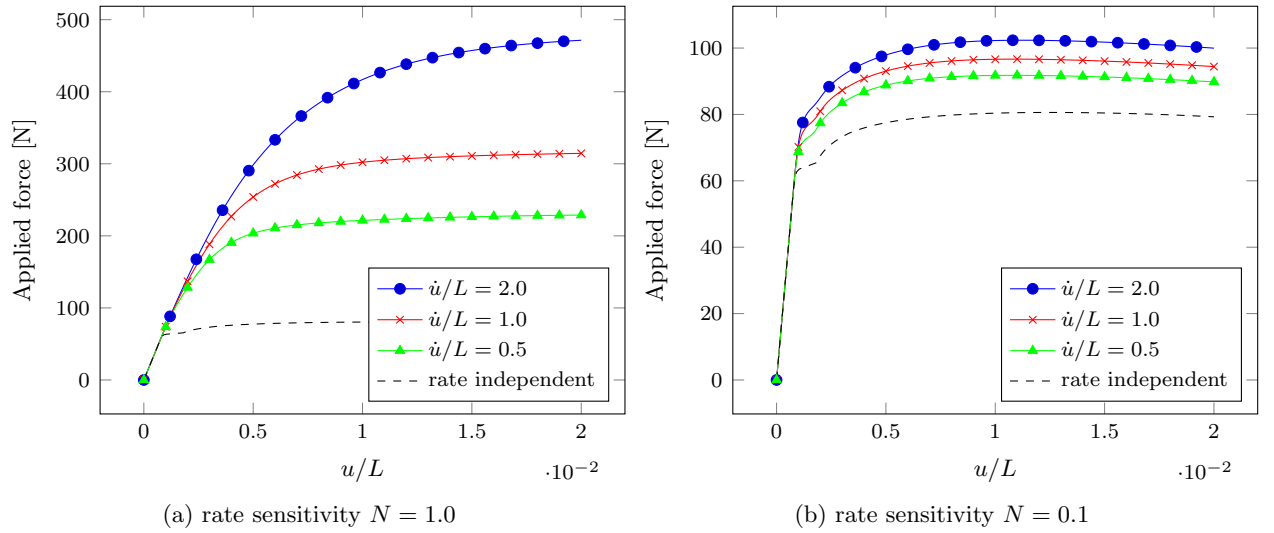 500
400
300
200
100
0
Applied force [N]
0
0.5
1
1.5
2
·10⁻²
u/L
u̇/L = 2.0
u̇/L = 1.0
u̇/L = 0.5
rate independent
(a) rate sensitivity N = 1.0
100
80
60
40
20
0
Applied force [N]
0
0.5
1
1.5
2
·10⁻²
u/L
u̇/L = 2.0
u̇/L = 1.0
u̇/L = 0.5
rate independent
(b) rate sensitivity N = 0.1